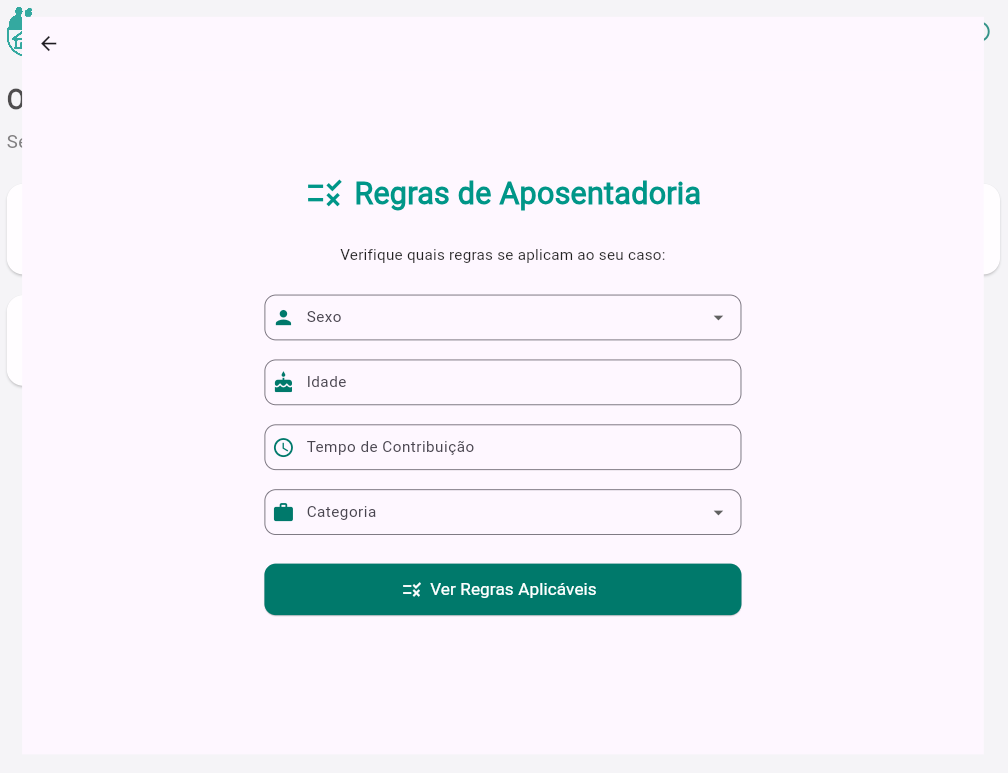 Regras de Aposentadoria
Verifique quais regras se aplicam ao seu caso:
Sexo
Idade
Tempo de Contribuição
Categoria
Ver Regras Aplicáveis